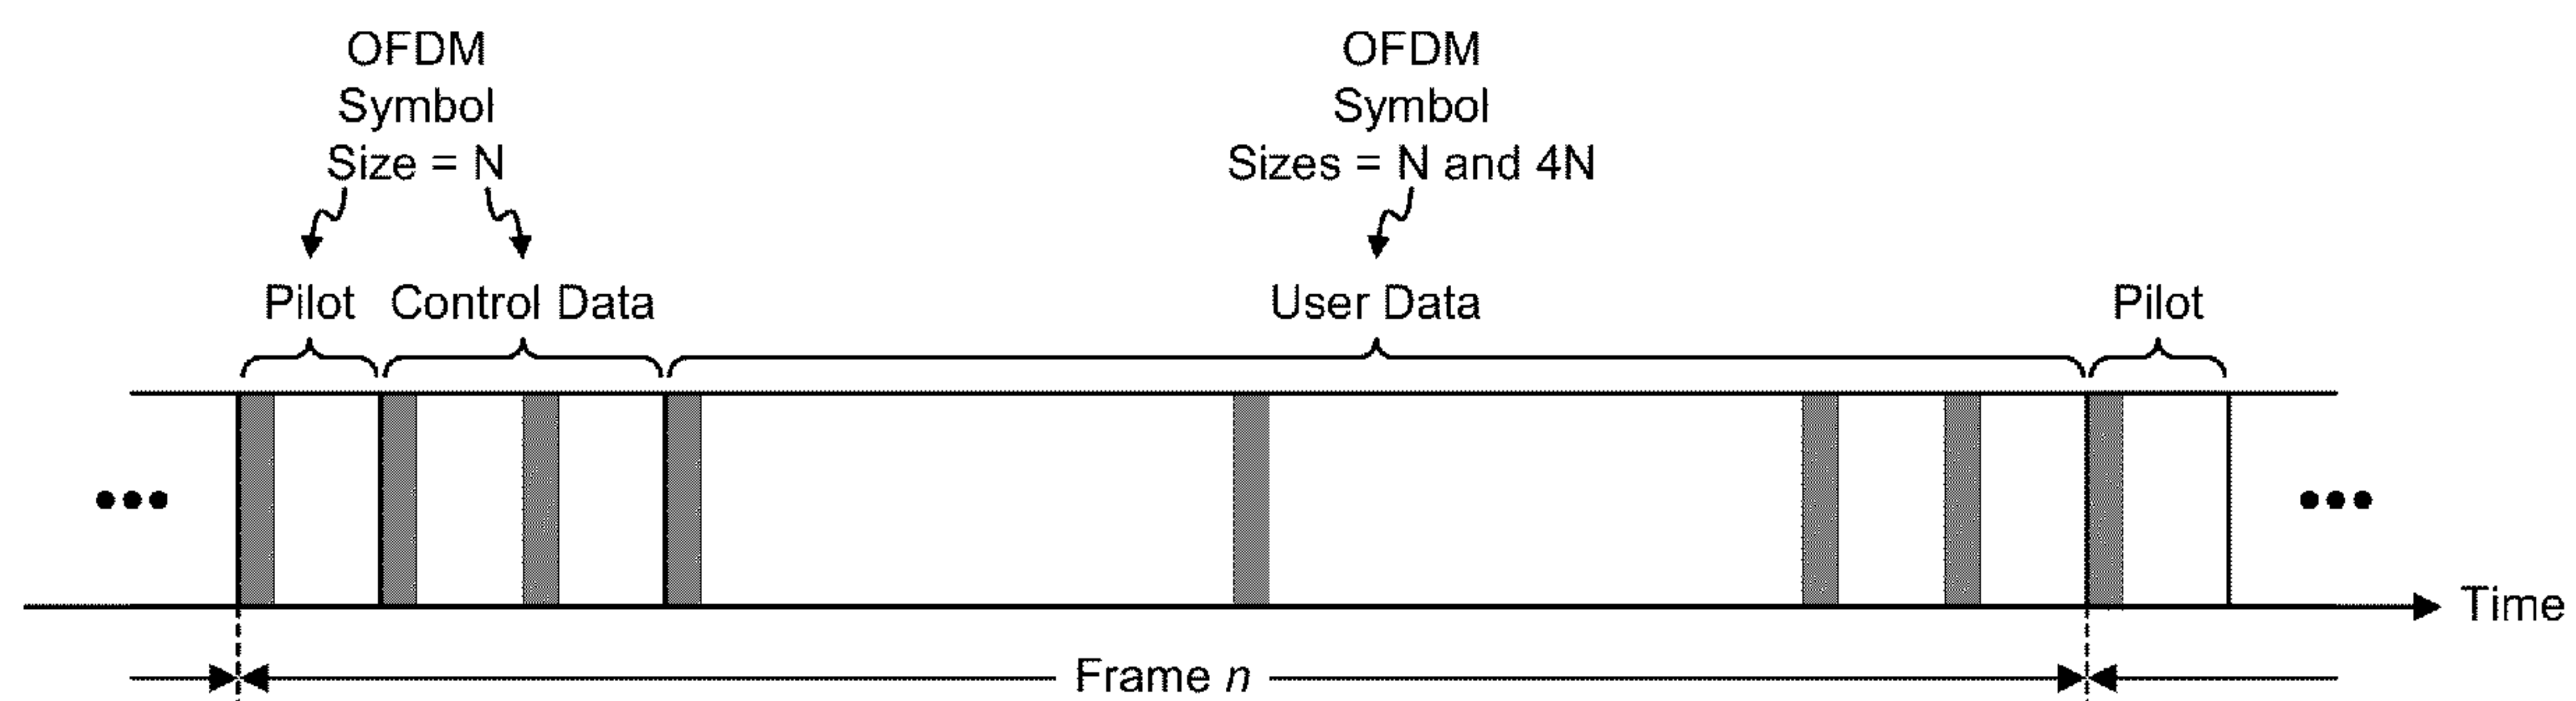 OFDM
Symbol
Size = N
OFDM
Symbol
Sizes = N and 4N
Pilot
Control Data
User Data
Pilot
Time
Frame n